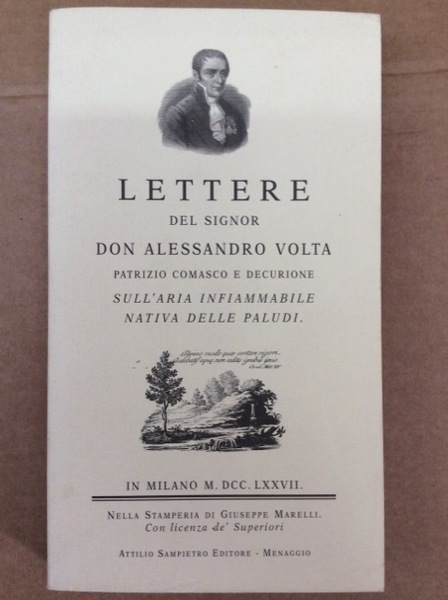 LETTERE
DEL SIGNOR
DON ALESSANDRO VOLTA
PATRIZIO COMASCO E DECURIONE
SULL'ARIA INFIAMMABILE
NATIVA DELLE PALUDI.
IN MILANO M. DCC. LXXVII.
NELLA STAMPERIA DI GIUSEPPE MARELLI.
Con licenza de' Superiori
ATTILIO SAMPIETRO EDITORE - MENAGGIO